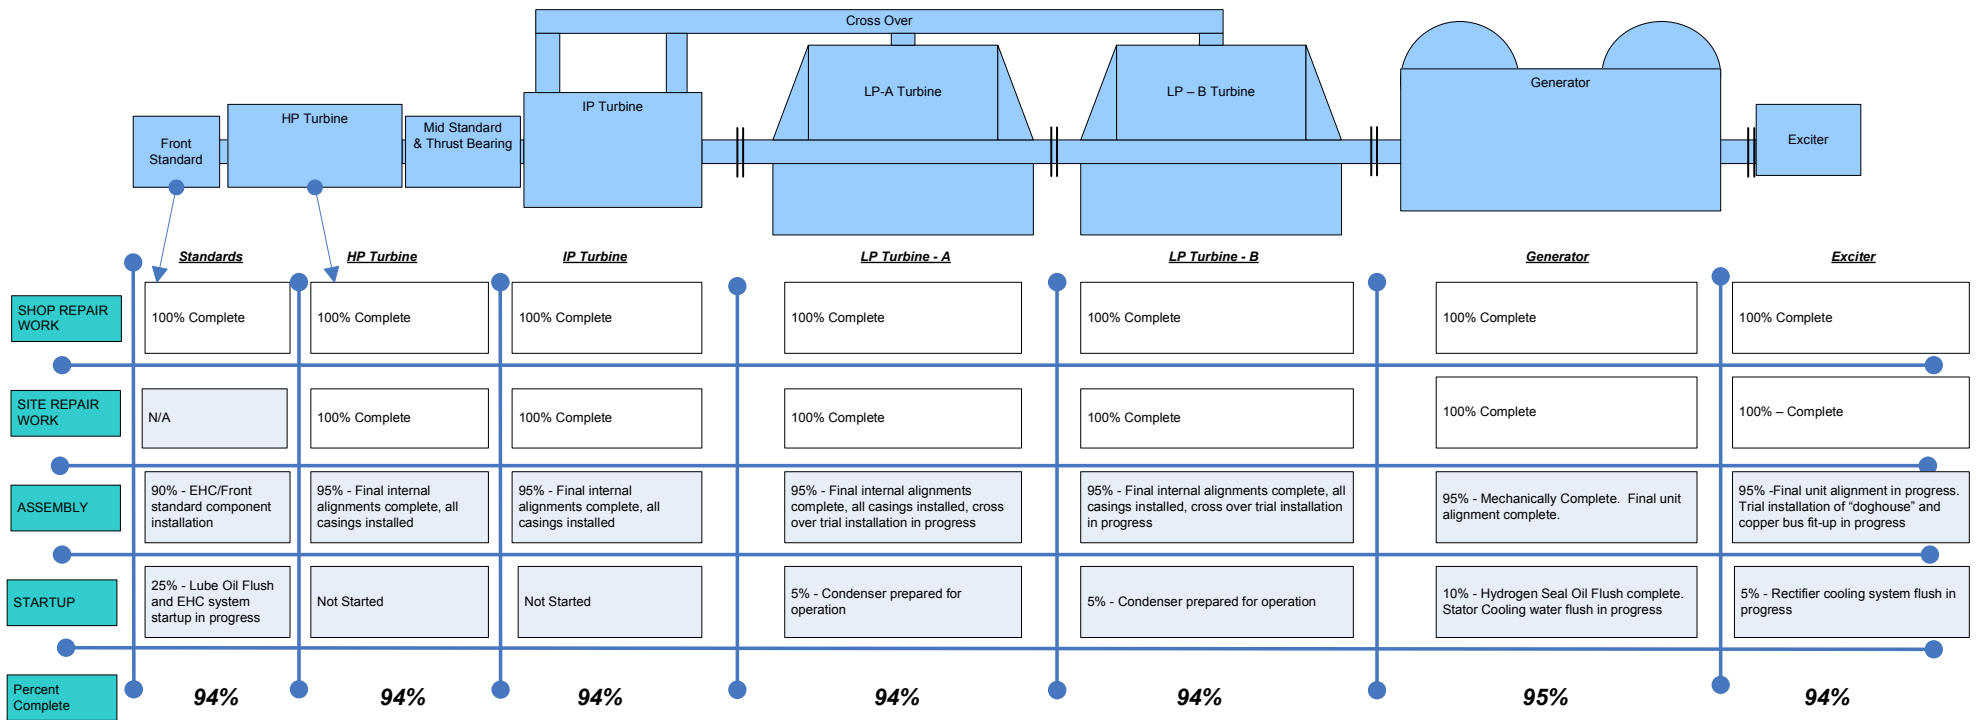 Cross Over
Front
Standard
HP Turbine
Mid Standard
& Thrust Bearing
IP Turbine
LP-A Turbine
LP – B Turbine
Generator
Exciter
Standards
HP Turbine
IP Turbine
LP Turbine - A
LP Turbine - B
Generator
Exciter
SHOP REPAIR
WORK
100% Complete
100% Complete
100% Complete
100% Complete
100% Complete
100% Complete
100% Complete
SITE REPAIR
WORK
N/A
100% Complete
100% Complete
100% Complete
100% Complete
100% Complete
100% – Complete
ASSEMBLY
90% - EHC/Front
standard component
installation
95% - Final internal
alignments complete, all
casings installed
95% - Final internal
alignments complete, all
casings installed
95% - Final internal alignments
complete, all casings installed, cross
over trial installation in progress
95% - Final internal alignments complete, all
casings installed, cross over trial installation
in progress
95% - Mechanically Complete.  Final unit
alignment complete.
95% -Final unit alignment in progress.
Trial installation of “doghouse” and
copper bus fit-up in progress
STARTUP
25% - Lube Oil Flush
and EHC system
startup in progress
Not Started
Not Started
5% - Condenser prepared for
operation
5% - Condenser prepared for operation
10% - Hydrogen Seal Oil Flush complete.
Stator Cooling water flush in progress
5% - Rectifier cooling system flush in
progress
Percent
Complete
94%
94%
94%
94%
94%
95%
94%